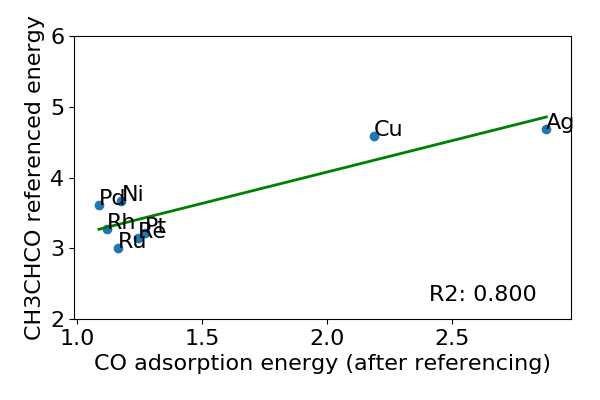 CH3CHCO referenced energy
6
5
4
3
2
Cu
Ag
Pd
Ni
Rh
Pt
Re
Ru
R2: 0.800
1.0
1.5
2.0
2.5
CO adsorption energy (after referencing)